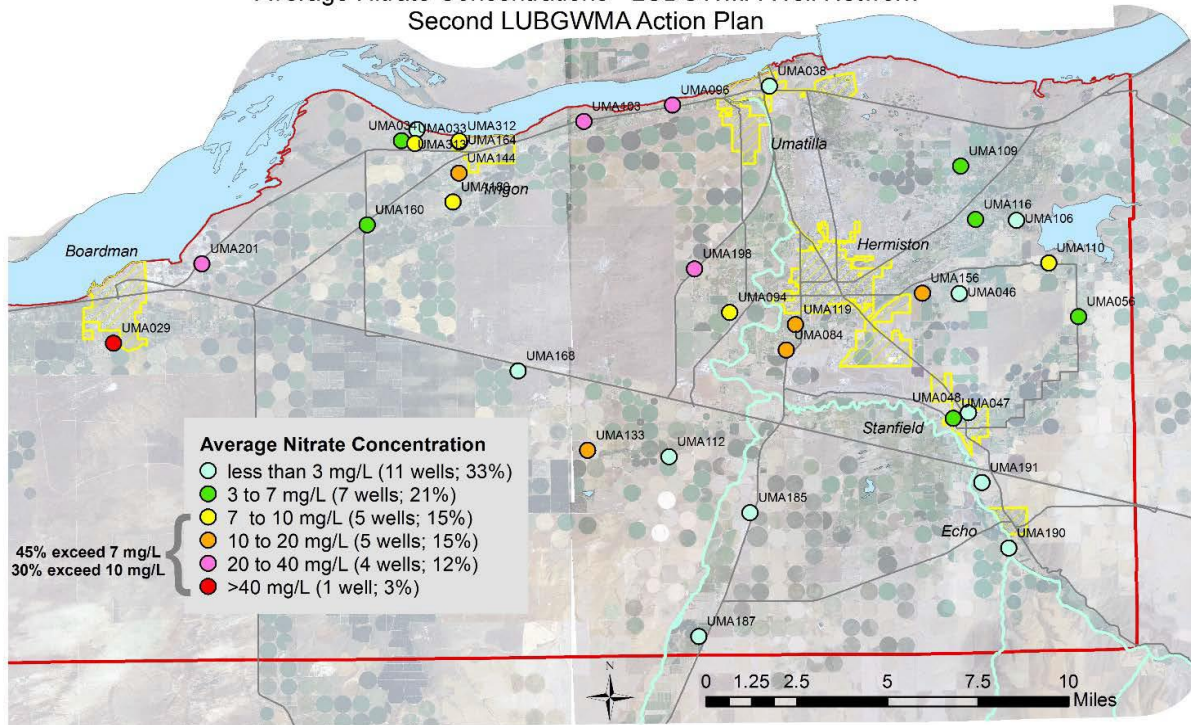 Second LUBGWMA Action Plan
UMA038
UMA096
UMA103
UMA034
UMA033
UMA312
UMA313
UMA164
Umatilla
UMA144
UMA109
Irrigon
UMA160
UMA116
UMA106
Boardman
UMA201
Hermiston
UMA110
UMA198
UMA156
UMA046
UMA094
UMA119
UMA056
UMA029
UMA084
UMA168
UMA048
UMA047
Stanfield
UMA133
UMA112
UMA191
UMA185
Echo
UMA190
UMA187
Average Nitrate Concentration
less than 3 mg/L (11 wells; 33%)
3 to 7 mg/L (7 wells; 21%)
7 to 10 mg/L (5 wells; 15%)
10 to 20 mg/L (5 wells; 15%)
20 to 40 mg/L (4 wells; 12%)
>40 mg/L (1 well; 3%)
45% exceed 7 mg/L
30% exceed 10 mg/L
N
0 1.25 2.5 5 7.5 10
Miles